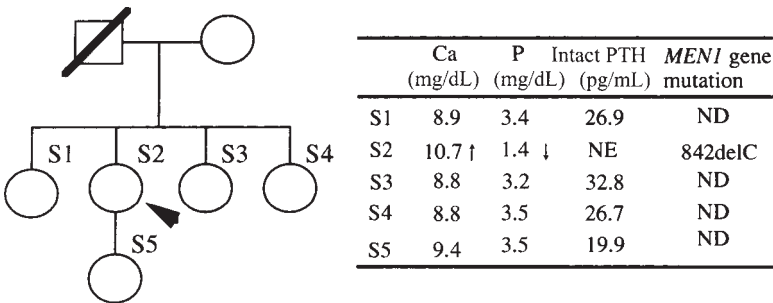 S1 S2 S3 S4
S5
Ca P Intact PTH MEN1 gene
(mg/dL) (mg/dL) (pg/mL) mutation
S1 8.9 3.4 26.9 ND
S2 10.7 ↑ 1.4 ↓ NE 842delC
S3 8.8 3.2 32.8 ND
S4 8.8 3.5 26.7 ND
S5 9.4 3.5 19.9 ND